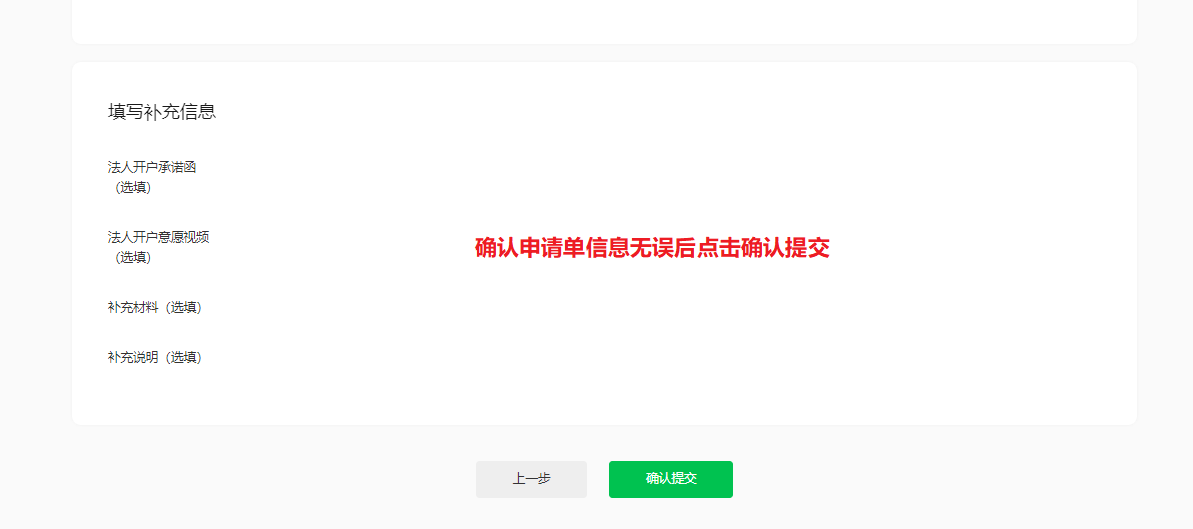 填写补充信息
法人开户承诺函
（选填）
法人开户意愿视频
（选填）
确认申请单信息无误后点击确认提交
补充材料（选填）
补充说明（选填）
上一步
确认提交